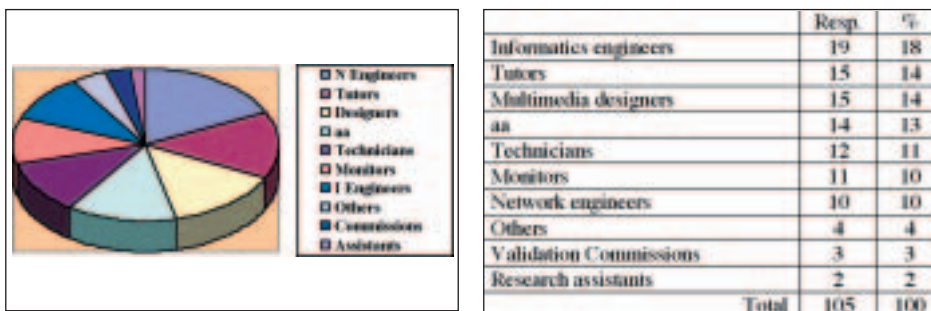 N Engineers
Tutors
Designers
aa
Technicians
Monitors
I Engineers
Others
Commissions
Assistants
Resp. %
Informatics engineers 19 18
Tutors 15 14
Multimedia designers 15 14
aa 14 13
Technicians 12 11
Monitors 11 10
Network engineers 10 10
Others 4 4
Validation Commissions 3 3
Research assistants 2 2
Total 105 100